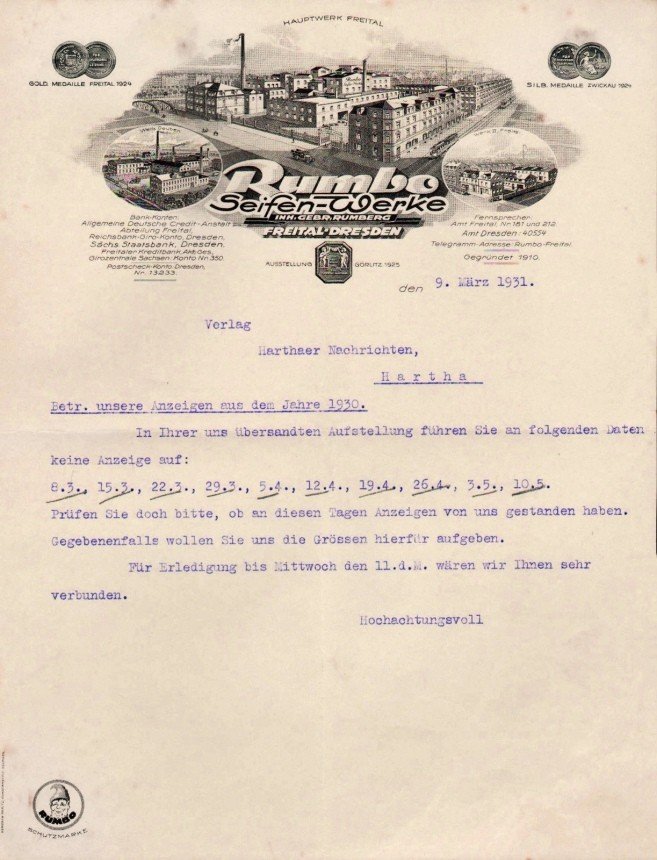 HAUPTWERK FREITAL
GOLD. MEDAILLE FREITAL 1924
SILB. MEDAILLE ZWICKAU 1924
Werk Deuben
Rumbo
Seifen-Werke
INH. GEBR. RUMBERG
FREITAL-DRESDEN
Bank-Konten:
Allgemeine Deutsche Credit-Anstalt
Abteilung Freital,
Reichsbank-Giro-Konto, Dresden,
Sächs. Staatsbank, Dresden,
Freitaler Kreditbank, Akt. Ges,
Girozentrale Sachsen: Konto Nr. 350.
Postscheck-Konto: Dresden,
Nr. 13233.
Fernsprecher:
Amt Freital Nr. 181 und 212.
Amt Dresden: 40554
Telegramm-Adresse: Rumbo-Freital.
Gegründet 1910.
AUSSTELLUNG GÖRLITZ 1925
den 9. März 1931.
Verlag
Harthaer Nachrichten,
Hartha
Betr. unsere Anzeigen aus dem Jahre 1930.
In Ihrer uns übersandten Aufstellung führen Sie an folgenden Daten
keine Anzeige auf:
8.3., 15.3., 22.3., 29.3., 5.4., 12.4., 19.4., 26.4., 3.5., 10.5.
Prüfen Sie doch bitte, ob an diesen Tagen Anzeigen von uns gestanden haben.
Gegebenenfalls wollen Sie uns die Grössen hierfür aufgeben.
Für Erledigung bis Mittwoch den 11.d.M. wären wir Ihnen sehr
verbunden.
Hochachtungsvoll
RUMBO
SCHUTZMARKE